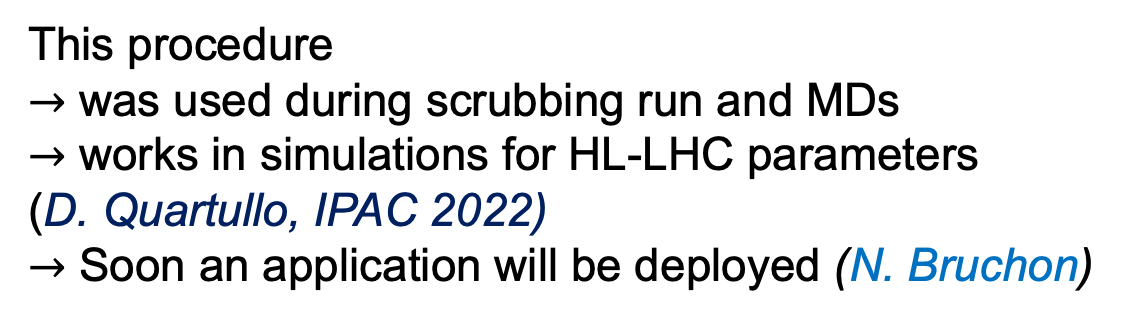 This procedure
→ was used during scrubbing run and MDs
→ works in simulations for HL-LHC parameters
(D. Quartullo, IPAC 2022)
→ Soon an application will be deployed (N. Bruchon)